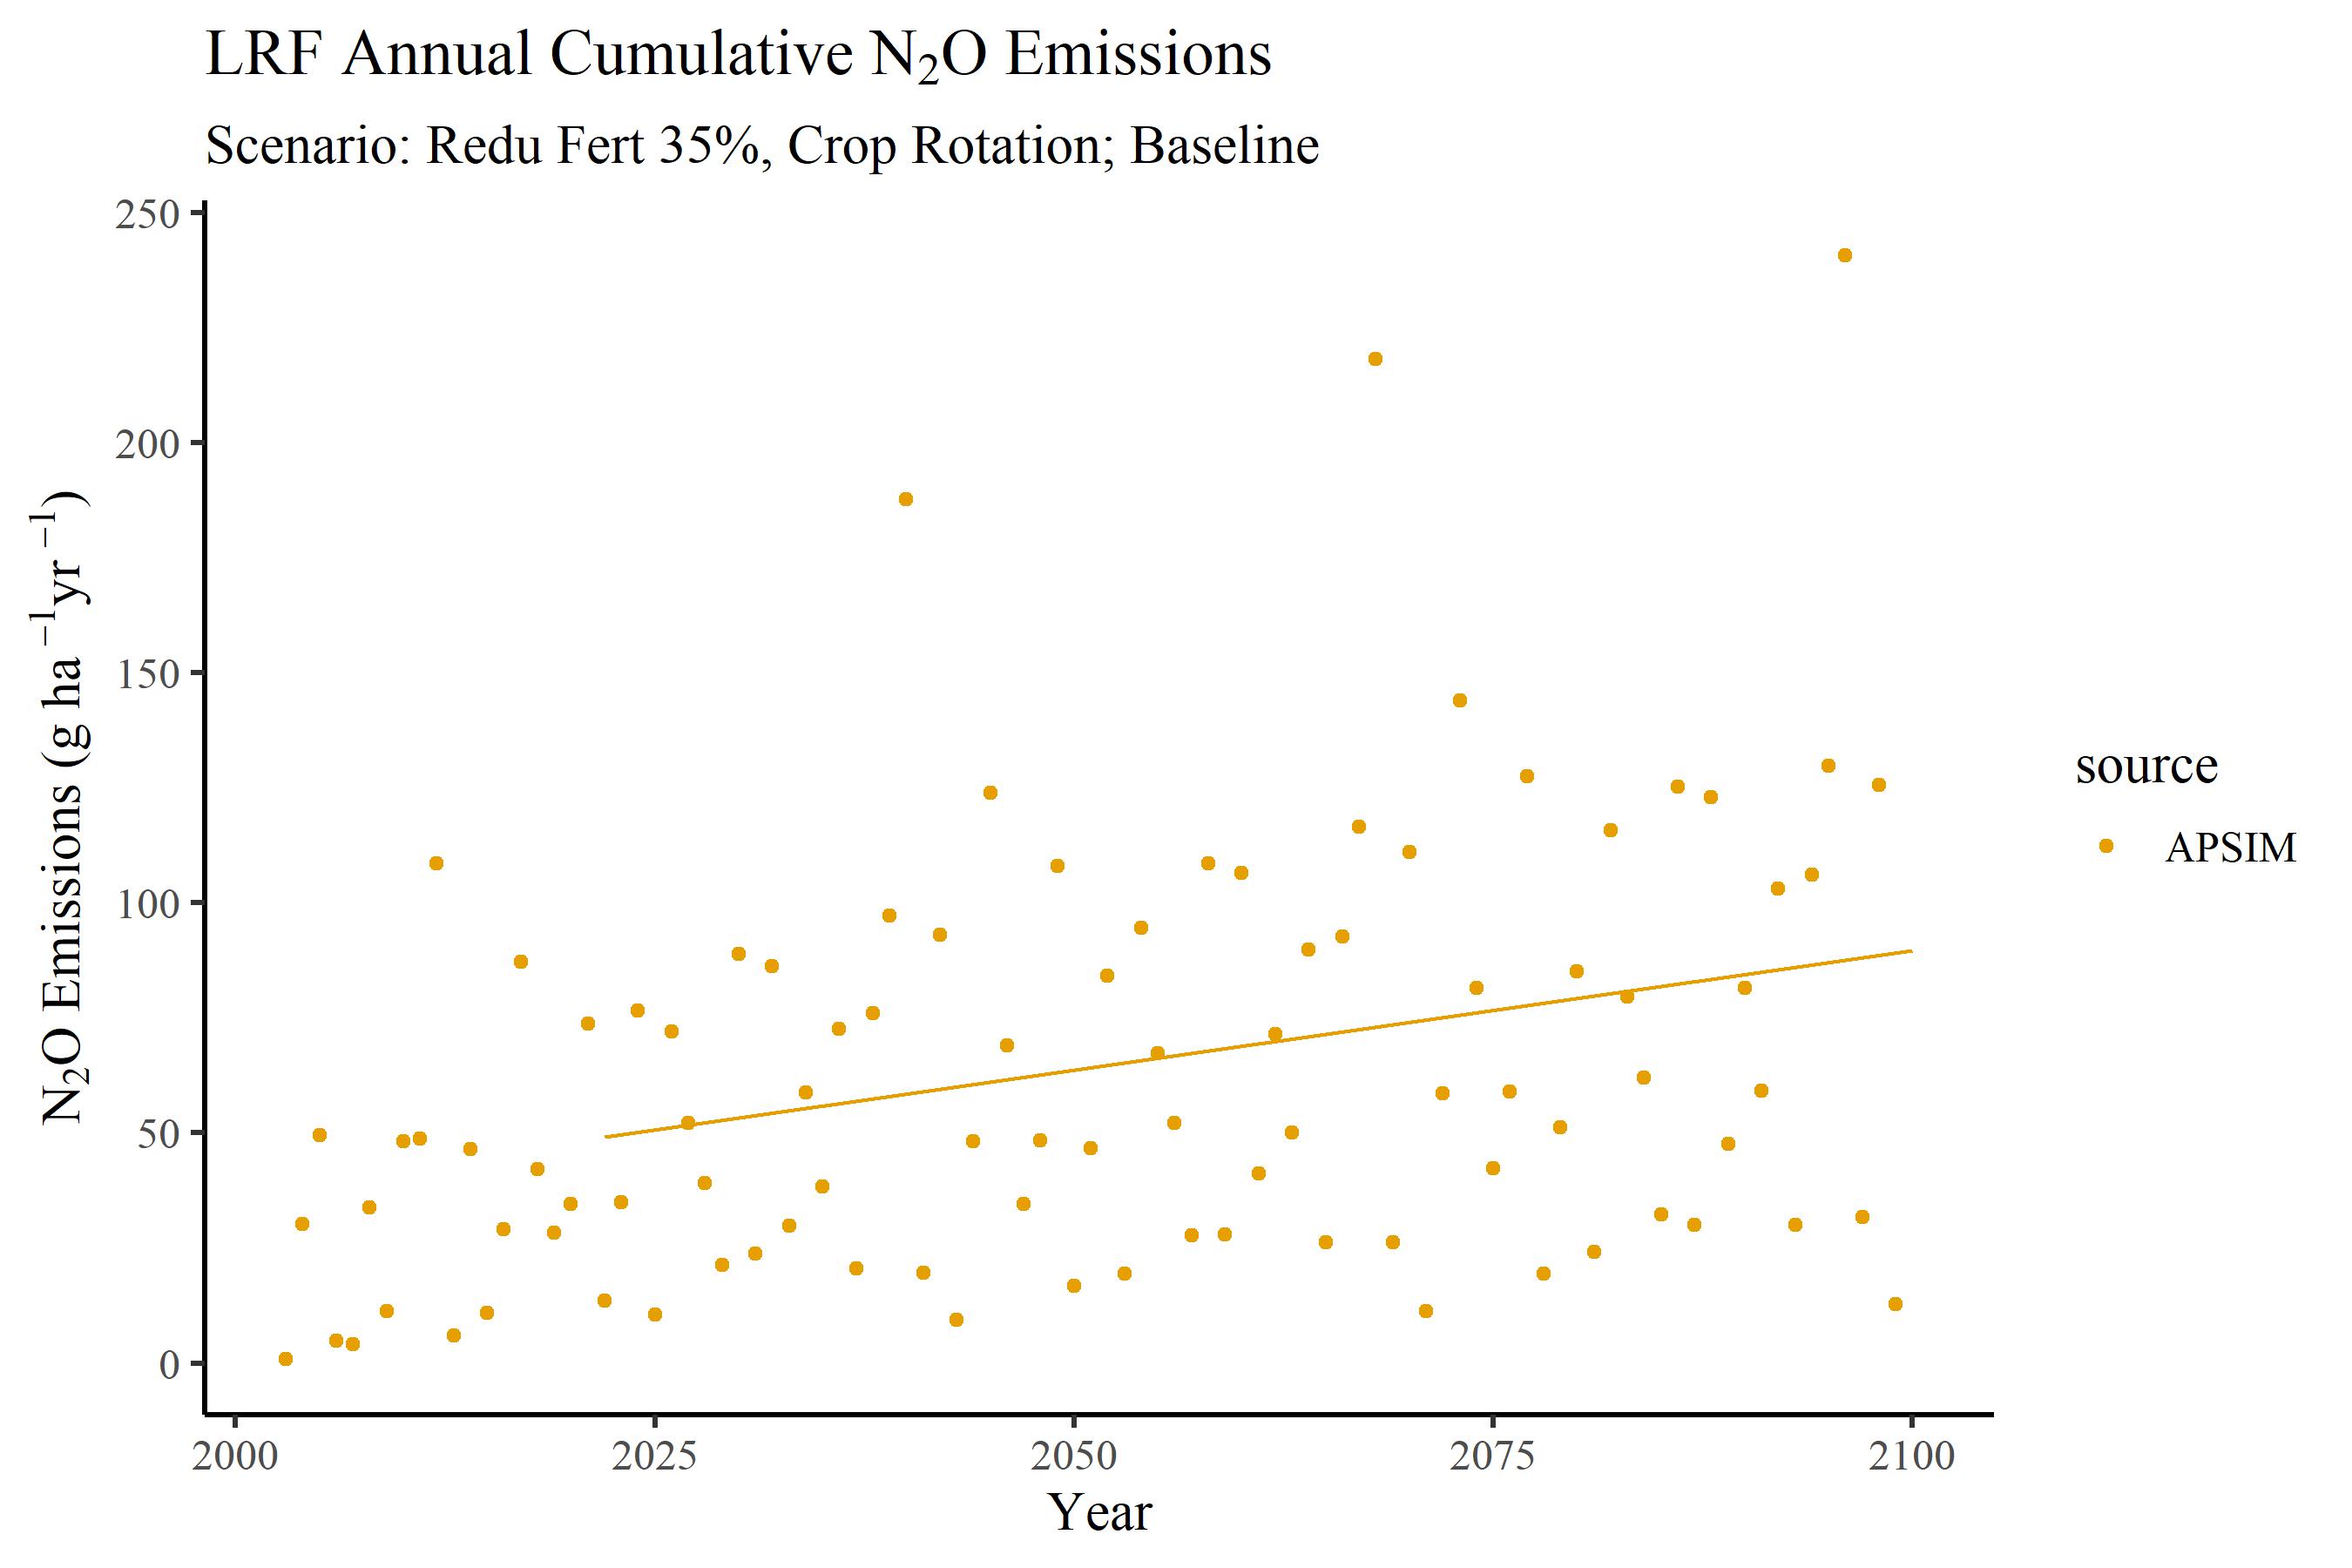 LRF Annual Cumulative N₂O Emissions
Scenario: Redu Fert 35%, Crop Rotation; Baseline
N₂O Emissions (g ha ⁻¹yr ⁻¹)
250
200
150
100
50
0
2000 2025 2050 2075 2100
Year
source
APSIM